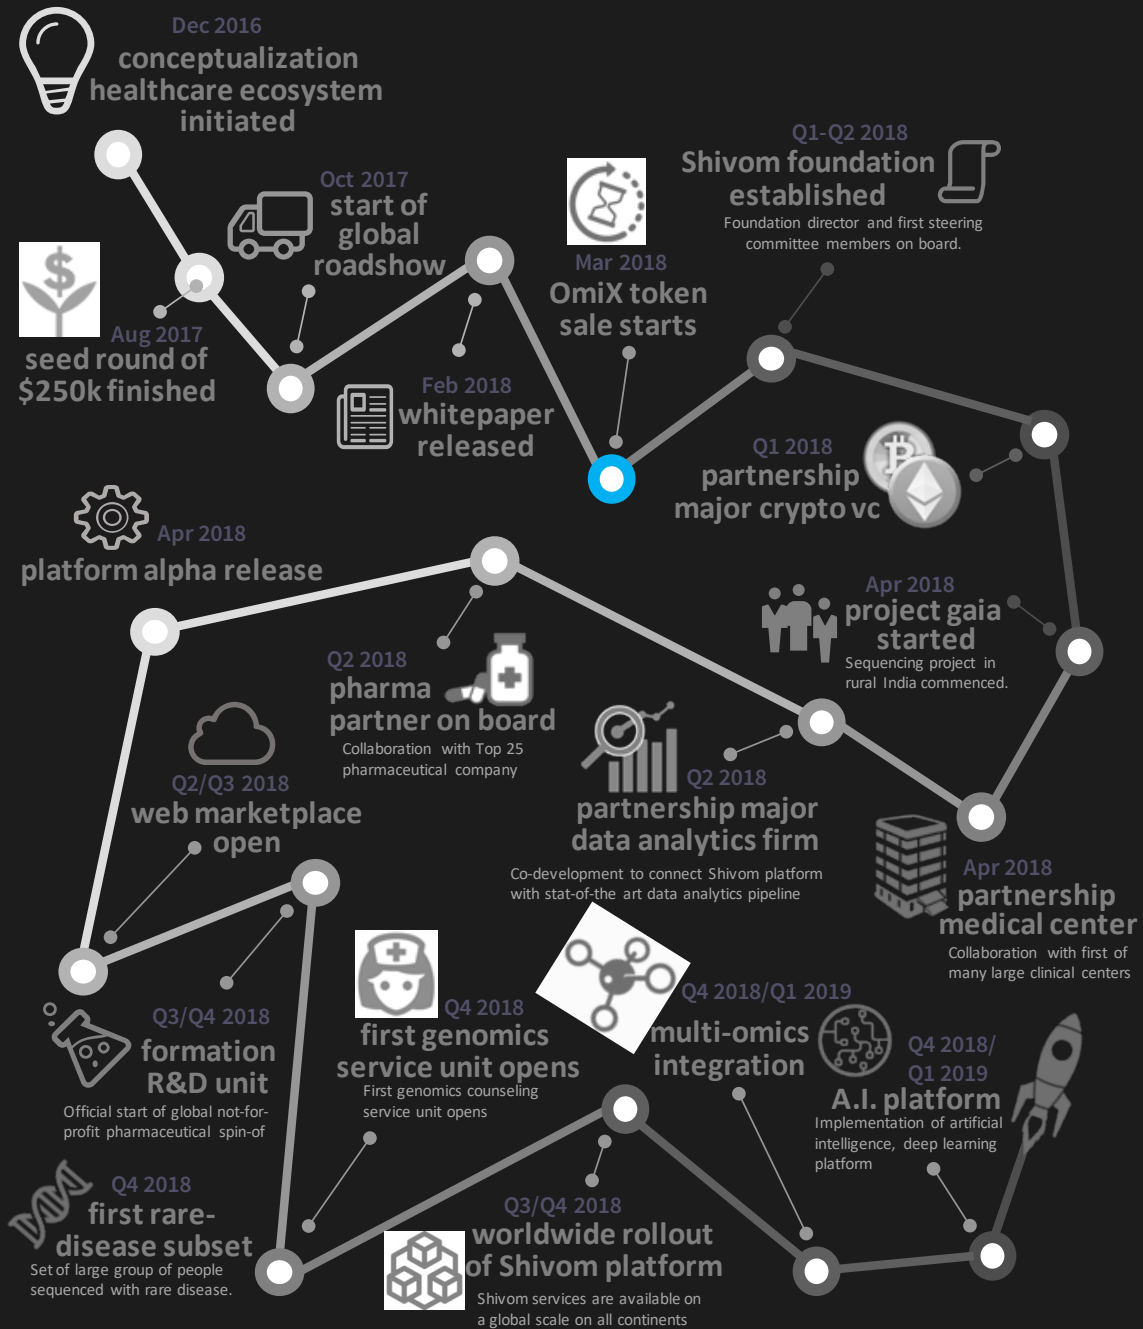 Dec 2016
conceptualization
healthcare ecosystem
initiated
Aug 2017
seed round of
$250k finished
Oct 2017
start of
global
roadshow
Feb 2018
whitepaper
released
Mar 2018
OmiX token
sale starts
Q1-Q2 2018
Shivom foundation
established
Foundation director and first steering
committee members on board.
Q1 2018
partnership
major crypto vc
Apr 2018
project gaia
started
Sequencing project in
rural India commenced.
Apr 2018
partnership
medical center
Collaboration with first of
many large clinical centers
Q2 2018
partnership major
data analytics firm
Co-development to connect Shivom platform
with stat-of-the art data analytics pipeline
Q2 2018
pharma
partner on board
Collaboration with Top 25
pharmaceutical company
Apr 2018
platform alpha release
Q2/Q3 2018
web marketplace
open
Q3/Q4 2018
formation
R&D unit
Official start of global not-for-
profit pharmaceutical spin-of
Q4 2018
first rare-
disease subset
Set of large group of people
sequenced with rare disease.
Q4 2018
first genomics
service unit opens
First genomics counseling
service unit opens
Q3/Q4 2018
worldwide rollout
of Shivom platform
Shivom services are available on
a global scale on all continents
Q4 2018/Q1 2019
multi-omics
integration
Q4 2018/
Q1 2019
A.I. platform
Implementation of artificial
intelligence, deep learning
platform